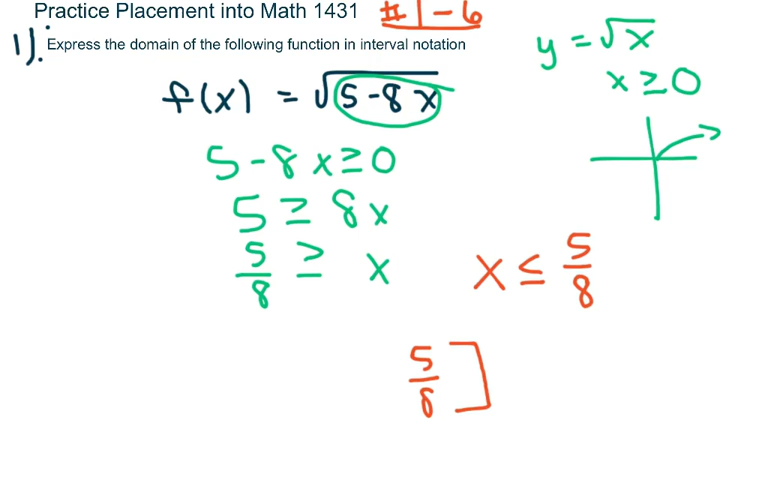 Practice Placement into Math 1431 #1-6
1). Express the domain of the following function in interval notation
y = √x
x ≥ 0
f(x) = √(5-8x)
5-8x ≥ 0
5 ≥ 8x
5/8 ≥ x
x ≤ 5/8
5/8 ]